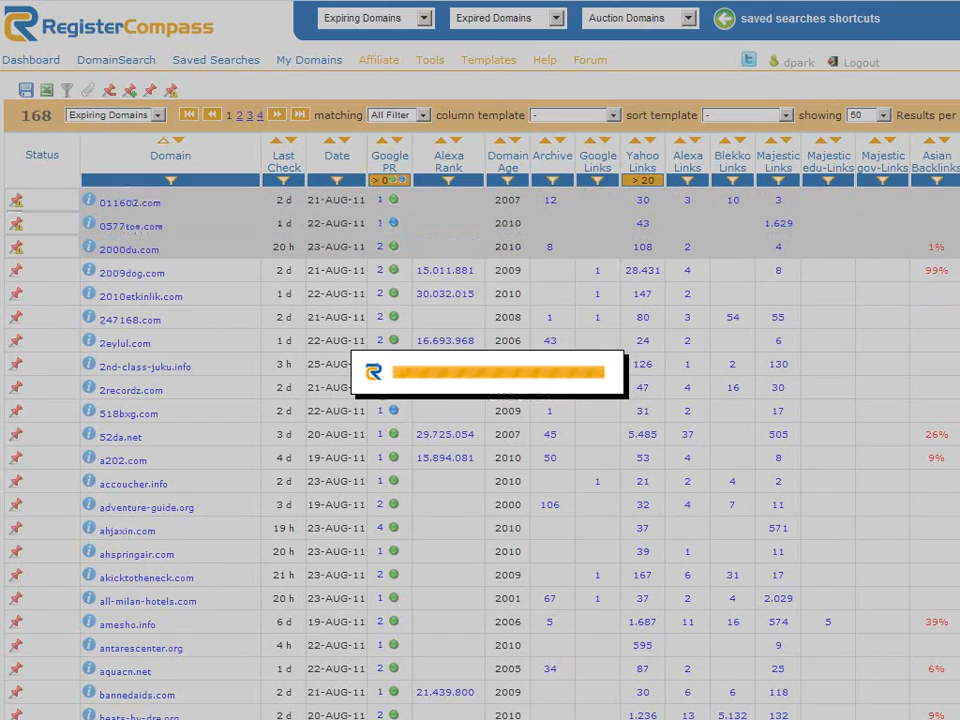 RegisterCompass
Expiring Domains Expired Domains Auction Domains saved searches shortcuts
Dashboard DomainSearch Saved Searches My Domains Affiliate Tools Templates Help Forum dpark Logout
168 Expiring Domains 1 2 3 4 matching All Filter column template - sort template - showing 50 Results per
Status Domain Last Check Date Google PR Alexa Rank Domain Age Archive Google Links Yahoo Links Alexa Links Blekko Links Majestic Links Majestic edu-Links Majestic gov-Links Asian Backlinks
> 0 > 20
011602.com 2 d 21-AUG-11 1 2007 12 30 3 10 3
0577tom.com 1 d 22-AUG-11 1 2010 43 1,629
2000du.com 20 h 23-AUG-11 2 2010 8 108 2 4 1%
2009dog.com 2 d 21-AUG-11 2 15.011.881 2009 1 28.431 4 8 99%
2010etkinlik.com 1 d 22-AUG-11 2 30.032.015 2010 1 147 2
247168.com 2 d 21-AUG-11 2 2008 1 1 80 3 54 55
2eylul.com 1 d 22-AUG-11 2 16.693.968 2006 43 24 2 6
2nd-class-juku.info 3 h 25-AUG-11 126 1 2 130
2recordz.com 2 d 21-AUG-11 47 4 16 30
518bxg.com 2 d 22-AUG-11 1 2009 1 31 2 17
52da.net 3 d 20-AUG-11 1 29.725.054 2007 45 5.485 37 505 26%
a202.com 4 d 19-AUG-11 1 15.894.081 2010 50 53 4 8 9%
accoucher.info 2 d 22-AUG-11 1 2010 1 21 2 4 2
adventure-guide.org 3 d 19-AUG-11 2 2000 106 32 4 7 11
ahjaxin.com 19 h 23-AUG-11 4 2010 37 571
ahspringair.com 20 h 23-AUG-11 1 2010 39 1 11
akicktotheneck.com 21 h 23-AUG-11 2 2009 1 167 6 31 17
all-milan-hotels.com 20 h 23-AUG-11 1 2001 67 1 37 2 4 2.029
amesho.info 6 d 19-AUG-11 2 2006 5 1.687 11 16 574 5 39%
antarescenter.org 4 h 22-AUG-11 1 2010 595 9
aquacn.net 1 d 22-AUG-11 2 2005 34 87 2 25 6%
bannedaids.com 2 d 21-AUG-11 1 21.439.800 2009 30 6 6 118
beats-by-dre.org 2 d 20-AUG-11 2 2010 1.236 13 5.132 132 9%